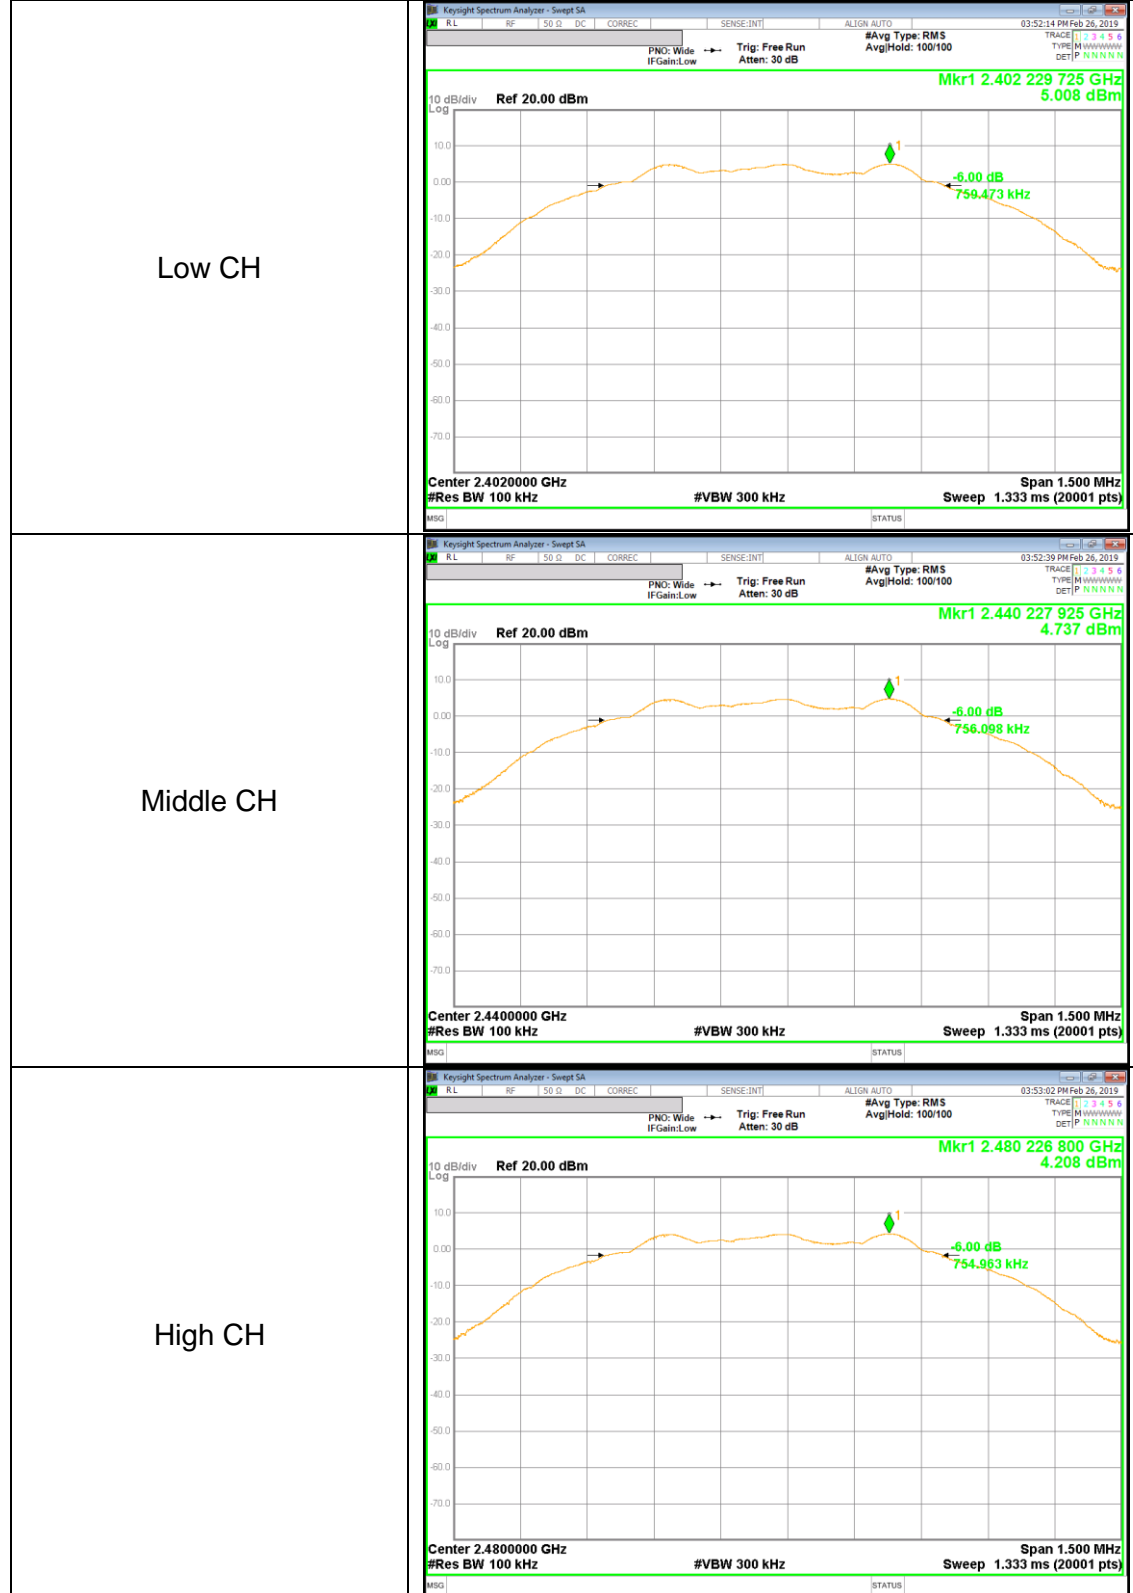 Low CH
Keysight Spectrum Analyzer - Swept SA
RL RF 50 Ω DC CORREC SENSE:INT ALIGN AUTO 03:52:14 PM Feb 26, 2019
#Avg Type: RMS TRACE 1 2 3 4 5 6
PNO: Wide Trig: Free Run Avg|Hold: 100/100 TYPE M WWWWW
IFGain:Low Atten: 30 dB DET P N N N N N
Mkr1 2.402 229 725 GHz
5.008 dBm
10 dB/div Ref 20.00 dBm
Log
1
10.0
0.00
-6.00 dB
759.473 kHz
-10.0
-20.0
-30.0
-40.0
-50.0
-60.0
-70.0
Center 2.4020000 GHz Span 1.500 MHz
#Res BW 100 kHz #VBW 300 kHz Sweep 1.333 ms (20001 pts)
MSG STATUS
Middle CH
Keysight Spectrum Analyzer - Swept SA
RL RF 50 Ω DC CORREC SENSE:INT ALIGN AUTO 03:52:39 PM Feb 26, 2019
#Avg Type: RMS TRACE 1 2 3 4 5 6
PNO: Wide Trig: Free Run Avg|Hold: 100/100 TYPE M WWWWW
IFGain:Low Atten: 30 dB DET P N N N N N
Mkr1 2.440 227 925 GHz
4.737 dBm
10 dB/div Ref 20.00 dBm
Log
1
10.0
0.00
-6.00 dB
756.098 kHz
-10.0
-20.0
-30.0
-40.0
-50.0
-60.0
-70.0
Center 2.4400000 GHz Span 1.500 MHz
#Res BW 100 kHz #VBW 300 kHz Sweep 1.333 ms (20001 pts)
MSG STATUS
High CH
Keysight Spectrum Analyzer - Swept SA
RL RF 50 Ω DC CORREC SENSE:INT ALIGN AUTO 03:53:02 PM Feb 26, 2019
#Avg Type: RMS TRACE 1 2 3 4 5 6
PNO: Wide Trig: Free Run Avg|Hold: 100/100 TYPE M WWWWW
IFGain:Low Atten: 30 dB DET P N N N N N
Mkr1 2.480 226 800 GHz
4.208 dBm
10 dB/div Ref 20.00 dBm
Log
1
10.0
0.00
-6.00 dB
754.963 kHz
-10.0
-20.0
-30.0
-40.0
-50.0
-60.0
-70.0
Center 2.4800000 GHz Span 1.500 MHz
#Res BW 100 kHz #VBW 300 kHz Sweep 1.333 ms (20001 pts)
MSG STATUS